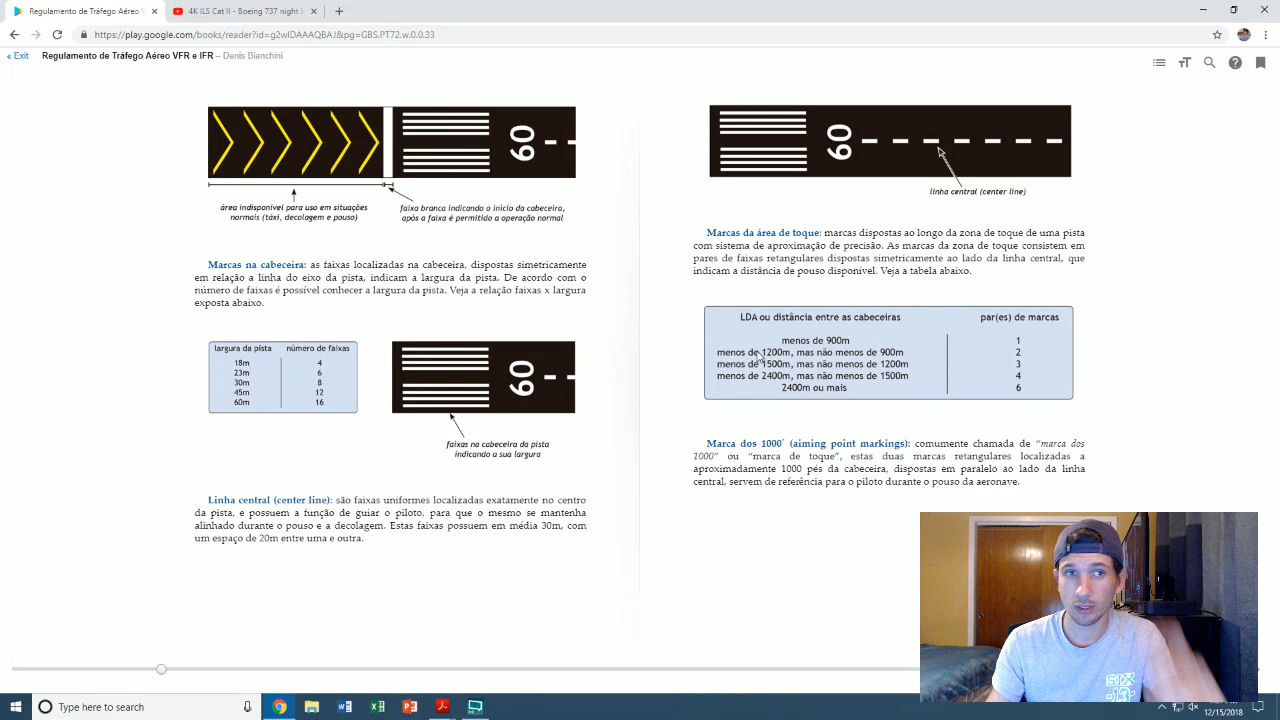 Regulamento de Tráfego Aéreo V
4K ILS Cat II - Boeing 737 night l
https://play.google.com/books/reader?id=g2wIDAAAQBAJ&pg=GBS.PT72.w.0.0.33
« Exit
Regulamento de Tráfego Aéreo VFR e IFR – Denis Bianchini
09
área indisponível para uso em situações
normais (táxi, decolagem e pouso)
faixa branca indicando o início da cabeceira,
após a faixa é permitido a operação normal
Marcas na cabeceira: as faixas localizadas na cabeceira, dispostas simetricamente
em relação a linha do eixo da pista, indicam a largura da pista. De acordo com o
número de faixas é possível conhecer a largura da pista. Veja a relação faixas x largura
exposta abaixo.
largura da pista número de faixas
18m 4
23m 6
30m 8
45m 12
60m 16
09
faixas na cabeceira da pista
indicando a sua largura
Linha central (center line): são faixas uniformes localizadas exatamente no centro
da pista, e possuem a função de guiar o piloto, para que o mesmo se mantenha
alinhado durante o pouso e a decolagem. Estas faixas possuem em média 30m, com
um espaço de 20m entre uma e outra.
09
linha central (center line)
Marcas da área de toque: marcas dispostas ao longo da zona de toque de uma pista
com sistema de aproximação de precisão. As marcas da zona de toque consistem em
pares de faixas retangulares dispostas simetricamente ao lado da linha central, que
indicam a distância de pouso disponível. Veja a tabela abaixo.
LDA ou distância entre as cabeceiras par(es) de marcas
menos de 900m 1
menos de 1200m, mas não menos de 900m 2
menos de 1500m, mas não menos de 1200m 3
menos de 2400m, mas não menos de 1500m 4
2400m ou mais 6
Marca dos 1000´ (aiming point markings): comumente chamada de “marca dos
1000” ou “marca de toque”, estas duas marcas retangulares localizadas a
aproximadamente 1000 pés da cabeceira, dispostas em paralelo ao lado da linha
central, servem de referência para o piloto durante o pouso da aeronave.
Type here to search
12/15/2018